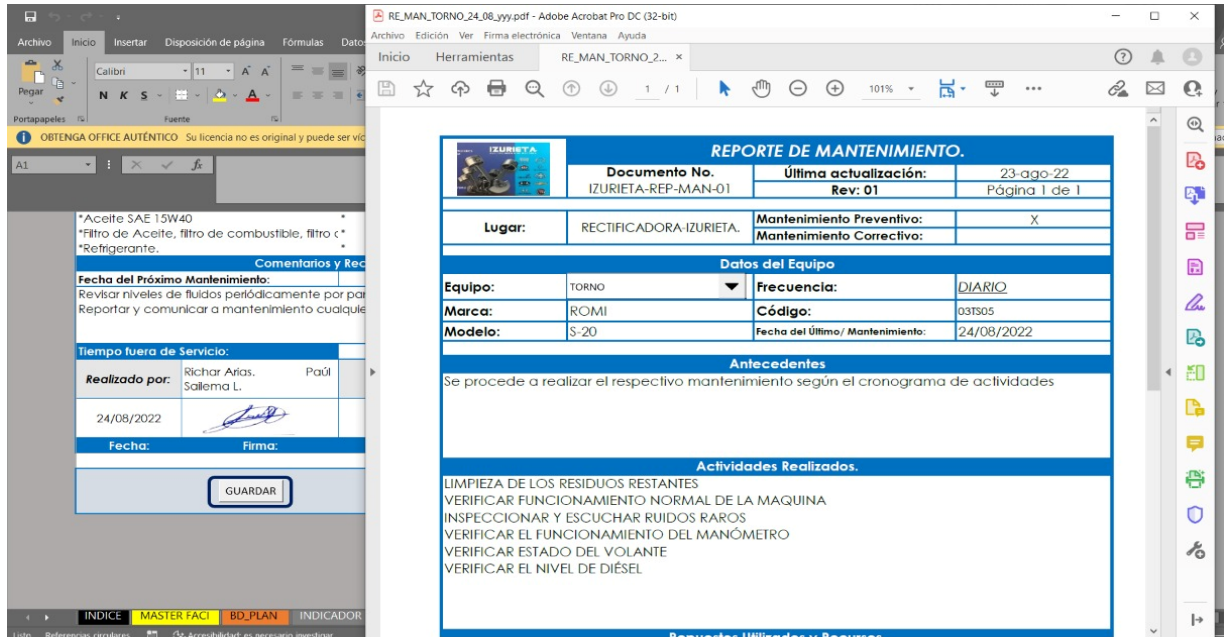 Archivo Inicio Insertar Disposición de página Fórmulas Datos
Pegar
Calibri 11
N K S
Portapapeles Fuente
OBTENGA OFFICE AUTÉNTICO Su licencia no es original y puede ser víc
A1 fx
*Aceite SAE 15W40 *
*Filtro de Aceite, filtro de combustible, filtro c *
*Refrigerante. *
Comentarios y Rec
Fecha del Próximo Mantenimiento:
Revisar niveles de fluidos periódicamente por par
Reportar y comunicar a mantenimiento cualquie
Tiempo fuera de Servicio:
Realizado por: Richar Arias. Paúl
Sailema L.
24/08/2022
Fecha: Firma:
GUARDAR
INDICE MASTER FACI BD_PLAN INDICADOR
Listo Referencias circulares Accesibilidad: es necesario investigar
RE_MAN_TORNO_24_08_yyy.pdf - Adobe Acrobat Pro DC (32-bit)
Archivo Edición Ver Firma electrónica Ventana Ayuda
Inicio Herramientas RE_MAN_TORNO_2... ×
1 / 1 101%
IZURIETA
REPORTE DE MANTENIMIENTO.
Documento No. Última actualización: 23-ago-22
IZURIETA-REP-MAN-01 Rev: 01 Página 1 de 1
Lugar: RECTIFICADORA-IZURIETA. Mantenimiento Preventivo: X
Mantenimiento Correctivo:
Datos del Equipo
Equipo: TORNO Frecuencia: DIARIO
Marca: ROMI Código: 03TS05
Modelo: S-20 Fecha del Último/ Mantenimiento: 24/08/2022
Antecedentes
Se procede a realizar el respectivo mantenimiento según el cronograma de actividades
Actividades Realizados.
LIMPIEZA DE LOS RESIDUOS RESTANTES
VERIFICAR FUNCIONAMIENTO NORMAL DE LA MAQUINA
INSPECCIONAR Y ESCUCHAR RUIDOS RAROS
VERIFICAR EL FUNCIONAMIENTO DEL MANÓMETRO
VERIFICAR ESTADO DEL VOLANTE
VERIFICAR EL NIVEL DE DIÉSEL
Repuestos Utilizados y Recursos